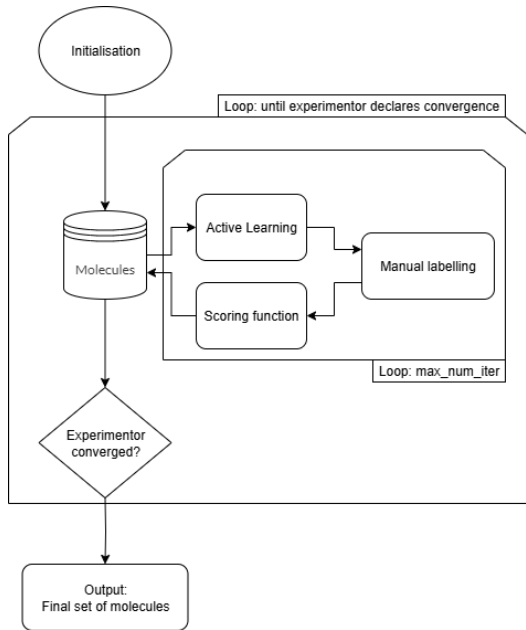 Initialisation
Loop: until experimentor declares convergence
Active Learning
Manual labelling
Molecules
Scoring function
Loop: max_num_iter
Experimentor
converged?
Output:
Final set of molecules